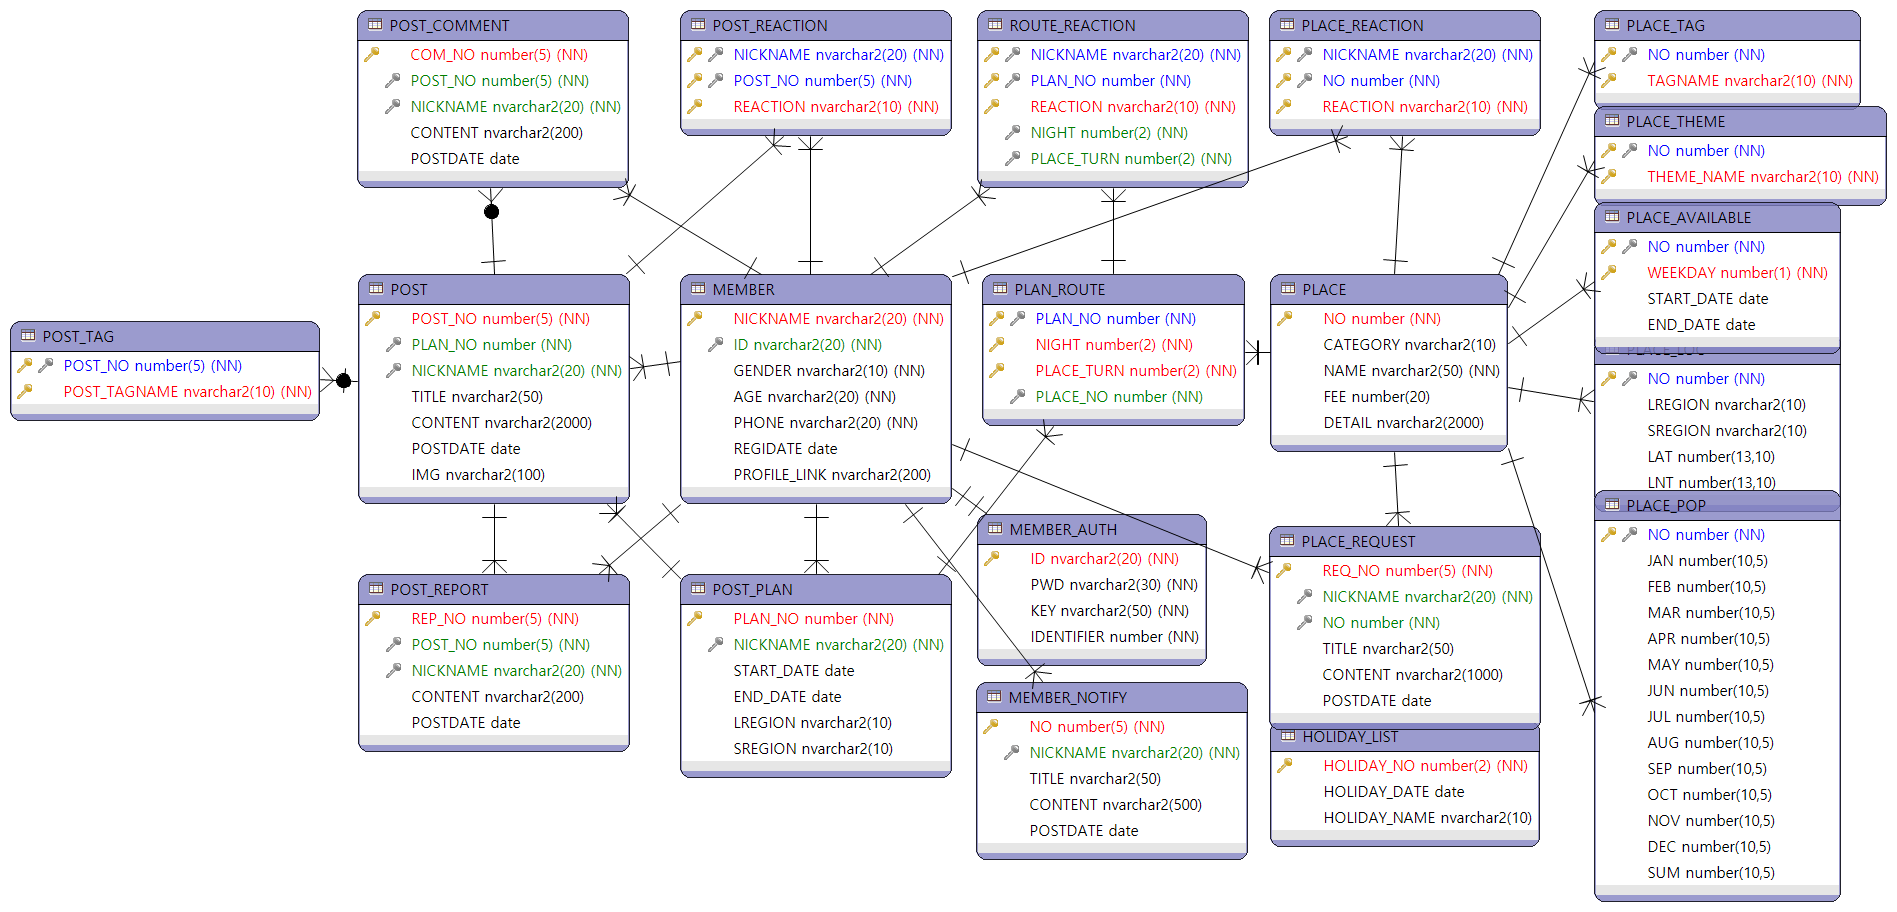 POST_COMMENT
COM_NO number(5) (NN)
POST_NO number(5) (NN)
NICKNAME nvarchar2(20) (NN)
CONTENT nvarchar2(200)
POSTDATE date
POST_REACTION
NICKNAME nvarchar2(20) (NN)
POST_NO number(5) (NN)
REACTION nvarchar2(10) (NN)
ROUTE_REACTION
NICKNAME nvarchar2(20) (NN)
PLAN_NO number (NN)
REACTION nvarchar2(10) (NN)
NIGHT number(2) (NN)
PLACE_TURN number(2) (NN)
PLACE_REACTION
NICKNAME nvarchar2(20) (NN)
NO number (NN)
REACTION nvarchar2(10) (NN)
PLACE_TAG
NO number (NN)
TAGNAME nvarchar2(10) (NN)
PLACE_THEME
NO number (NN)
THEME_NAME nvarchar2(10) (NN)
PLACE_AVAILABLE
NO number (NN)
WEEKDAY number(1) (NN)
START_DATE date
END_DATE date
POST_TAG
POST_NO number(5) (NN)
POST_TAGNAME nvarchar2(10) (NN)
POST
POST_NO number(5) (NN)
PLAN_NO number (NN)
NICKNAME nvarchar2(20) (NN)
TITLE nvarchar2(50)
CONTENT nvarchar2(2000)
POSTDATE date
IMG nvarchar2(100)
MEMBER
NICKNAME nvarchar2(20) (NN)
ID nvarchar2(20) (NN)
GENDER nvarchar2(10) (NN)
AGE nvarchar2(20) (NN)
PHONE nvarchar2(20) (NN)
REGIDATE date
PROFILE_LINK nvarchar2(200)
PLAN_ROUTE
PLAN_NO number (NN)
NIGHT number(2) (NN)
PLACE_TURN number(2) (NN)
PLACE_NO number (NN)
PLACE
NO number (NN)
CATEGORY nvarchar2(10)
NAME nvarchar2(50) (NN)
FEE number(20)
DETAIL nvarchar2(2000)
PLACE_LOC
NO number (NN)
LREGION nvarchar2(10)
SREGION nvarchar2(10)
LAT number(13,10)
LNT number(13,10)
POST_REPORT
REP_NO number(5) (NN)
POST_NO number(5) (NN)
NICKNAME nvarchar2(20) (NN)
CONTENT nvarchar2(200)
POSTDATE date
POST_PLAN
PLAN_NO number (NN)
NICKNAME nvarchar2(20) (NN)
START_DATE date
END_DATE date
LREGION nvarchar2(10)
SREGION nvarchar2(10)
MEMBER_AUTH
ID nvarchar2(20) (NN)
PWD nvarchar2(30) (NN)
KEY nvarchar2(50) (NN)
IDENTIFIER number (NN)
MEMBER_NOTIFY
NO number(5) (NN)
NICKNAME nvarchar2(20) (NN)
TITLE nvarchar2(50)
CONTENT nvarchar2(500)
POSTDATE date
PLACE_REQUEST
REQ_NO number(5) (NN)
NICKNAME nvarchar2(20) (NN)
NO number (NN)
TITLE nvarchar2(50)
CONTENT nvarchar2(1000)
POSTDATE date
HOLIDAY_LIST
HOLIDAY_NO number(2) (NN)
HOLIDAY_DATE date
HOLIDAY_NAME nvarchar2(10)
PLACE_POP
NO number (NN)
JAN number(10,5)
FEB number(10,5)
MAR number(10,5)
APR number(10,5)
MAY number(10,5)
JUN number(10,5)
JUL number(10,5)
AUG number(10,5)
SEP number(10,5)
OCT number(10,5)
NOV number(10,5)
DEC number(10,5)
SUM number(10,5)